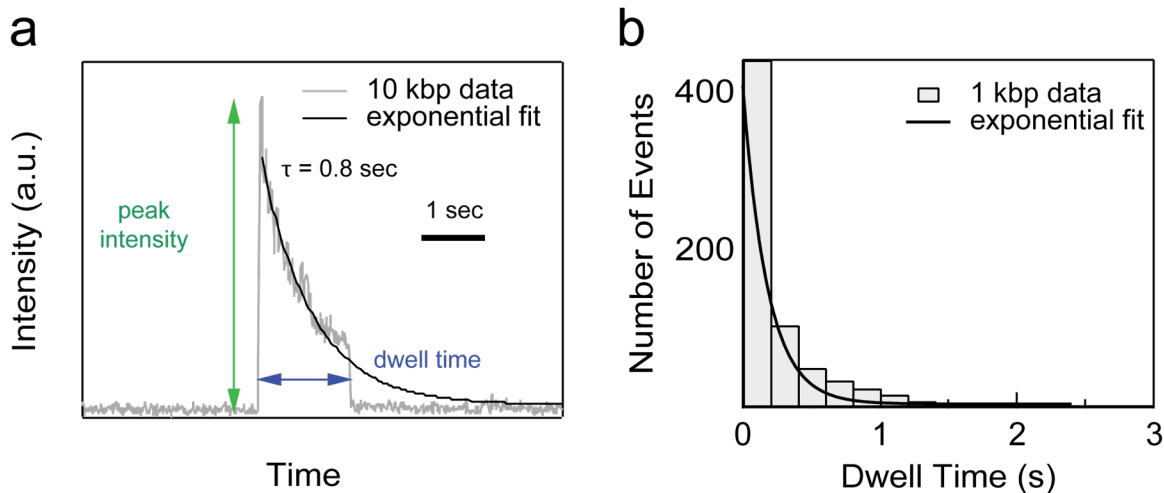 a
10 kbp data
exponential fit
τ = 0.8 sec
1 sec
peak
intensity
dwell time
Intensity (a.u.)
Time
b
1 kbp data
exponential fit
400
200
0
1
2
3
Number of Events
Dwell Time (s)